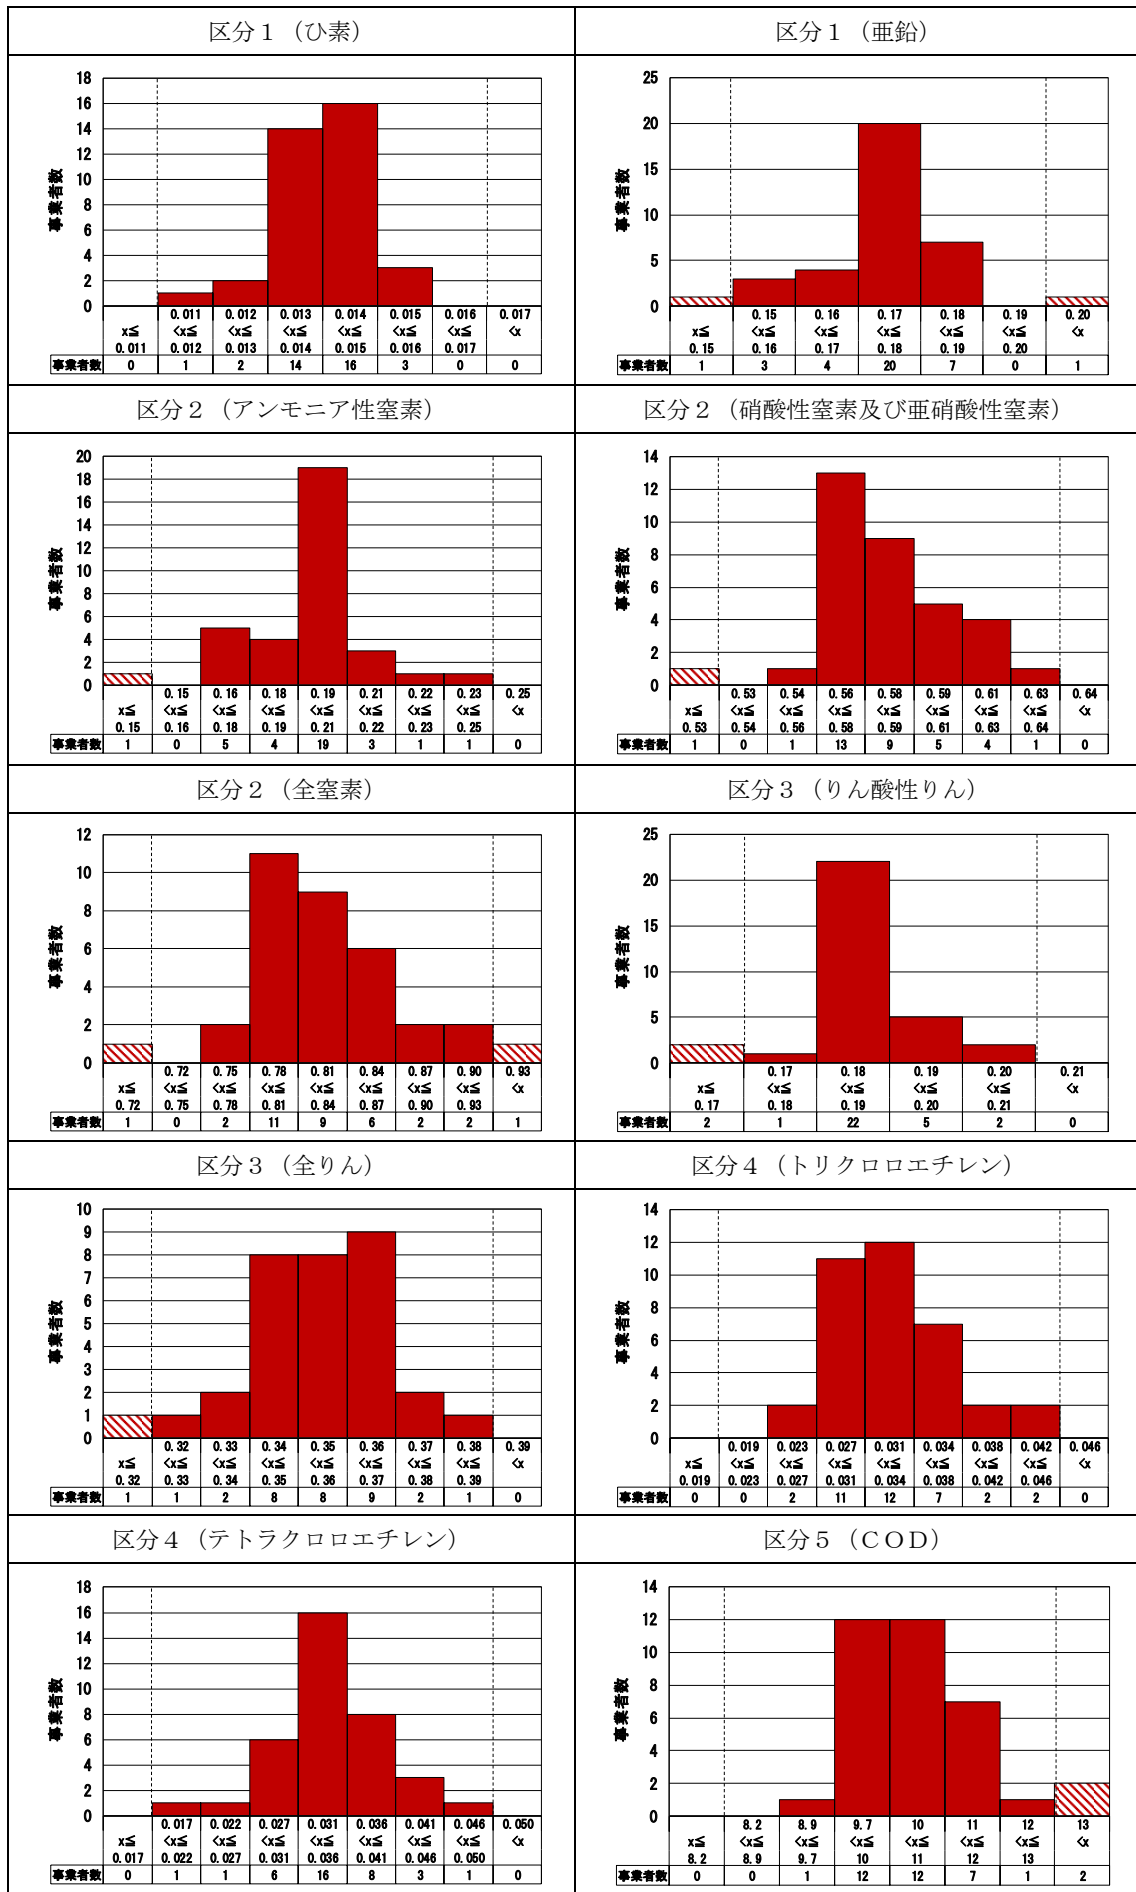 区分１（ひ素）
18
16
14
12
10
8
6
4
2
0
事業者数
0.011 0.012 0.013 0.014 0.015 0.016 0.017
x≦ <x≦ <x≦ <x≦ <x≦ <x≦ <x≦ <x
0.011 0.012 0.013 0.014 0.015 0.016 0.017
事業者数 0 1 2 14 16 3 0 0
区分１（亜鉛）
25
20
15
10
5
0
事業者数
0.15 0.16 0.17 0.18 0.19 0.20
x≦ <x≦ <x≦ <x≦ <x≦ <x≦ <x
0.15 0.16 0.17 0.18 0.19 0.20
事業者数 1 3 4 20 7 0 1
区分２（アンモニア性窒素）
20
18
16
14
12
10
8
6
4
2
0
事業者数
0.15 0.16 0.18 0.19 0.21 0.22 0.23 0.25
x≦ <x≦ <x≦ <x≦ <x≦ <x≦ <x≦ <x≦ <x
0.15 0.16 0.18 0.19 0.21 0.22 0.23 0.25
事業者数 1 0 5 4 19 3 1 1 0
区分２（硝酸性窒素及び亜硝酸性窒素）
14
12
10
8
6
4
2
0
事業者数
0.53 0.54 0.56 0.58 0.59 0.61 0.63 0.64
x≦ <x≦ <x≦ <x≦ <x≦ <x≦ <x≦ <x≦ <x
0.53 0.54 0.56 0.58 0.59 0.61 0.63 0.64
事業者数 1 0 1 13 9 5 4 1 0
区分２（全窒素）
12
10
8
6
4
2
0
事業者数
0.72 0.75 0.78 0.81 0.84 0.87 0.90 0.93
x≦ <x≦ <x≦ <x≦ <x≦ <x≦ <x≦ <x≦ <x
0.72 0.75 0.78 0.81 0.84 0.87 0.90 0.93
事業者数 1 0 2 11 9 6 2 2 1
区分３（りん酸性りん）
25
20
15
10
5
0
事業者数
0.17 0.18 0.19 0.20 0.21
x≦ <x≦ <x≦ <x≦ <x≦ <x
0.17 0.18 0.19 0.20 0.21
事業者数 2 1 22 5 2 0
区分３（全りん）
10
9
8
7
6
5
4
3
2
1
0
事業者数
0.32 0.33 0.34 0.35 0.36 0.37 0.38 0.39
x≦ <x≦ <x≦ <x≦ <x≦ <x≦ <x≦ <x≦ <x
0.32 0.33 0.34 0.35 0.36 0.37 0.38 0.39
事業者数 1 1 2 8 8 9 2 1 0
区分４（トリクロロエチレン）
14
12
10
8
6
4
2
0
事業者数
0.019 0.023 0.027 0.031 0.034 0.038 0.042 0.046
x≦ <x≦ <x≦ <x≦ <x≦ <x≦ <x≦ <x≦ <x
0.019 0.023 0.027 0.031 0.034 0.038 0.042 0.046
事業者数 0 0 2 11 12 7 2 2 0
区分４（テトラクロロエチレン）
18
16
14
12
10
8
6
4
2
0
事業者数
0.017 0.022 0.027 0.031 0.036 0.041 0.046 0.050
x≦ <x≦ <x≦ <x≦ <x≦ <x≦ <x≦ <x≦ <x
0.017 0.022 0.027 0.031 0.036 0.041 0.046 0.050
事業者数 0 1 1 6 16 8 3 1 0
区分５（ＣＯＤ）
14
12
10
8
6
4
2
0
事業者数
8.2 8.9 9.7 10 11 12 13
x≦ <x≦ <x≦ <x≦ <x≦ <x≦ <x≦ <x
8.2 8.9 9.7 10 11 12 13
事業者数 0 0 1 12 12 7 1 2